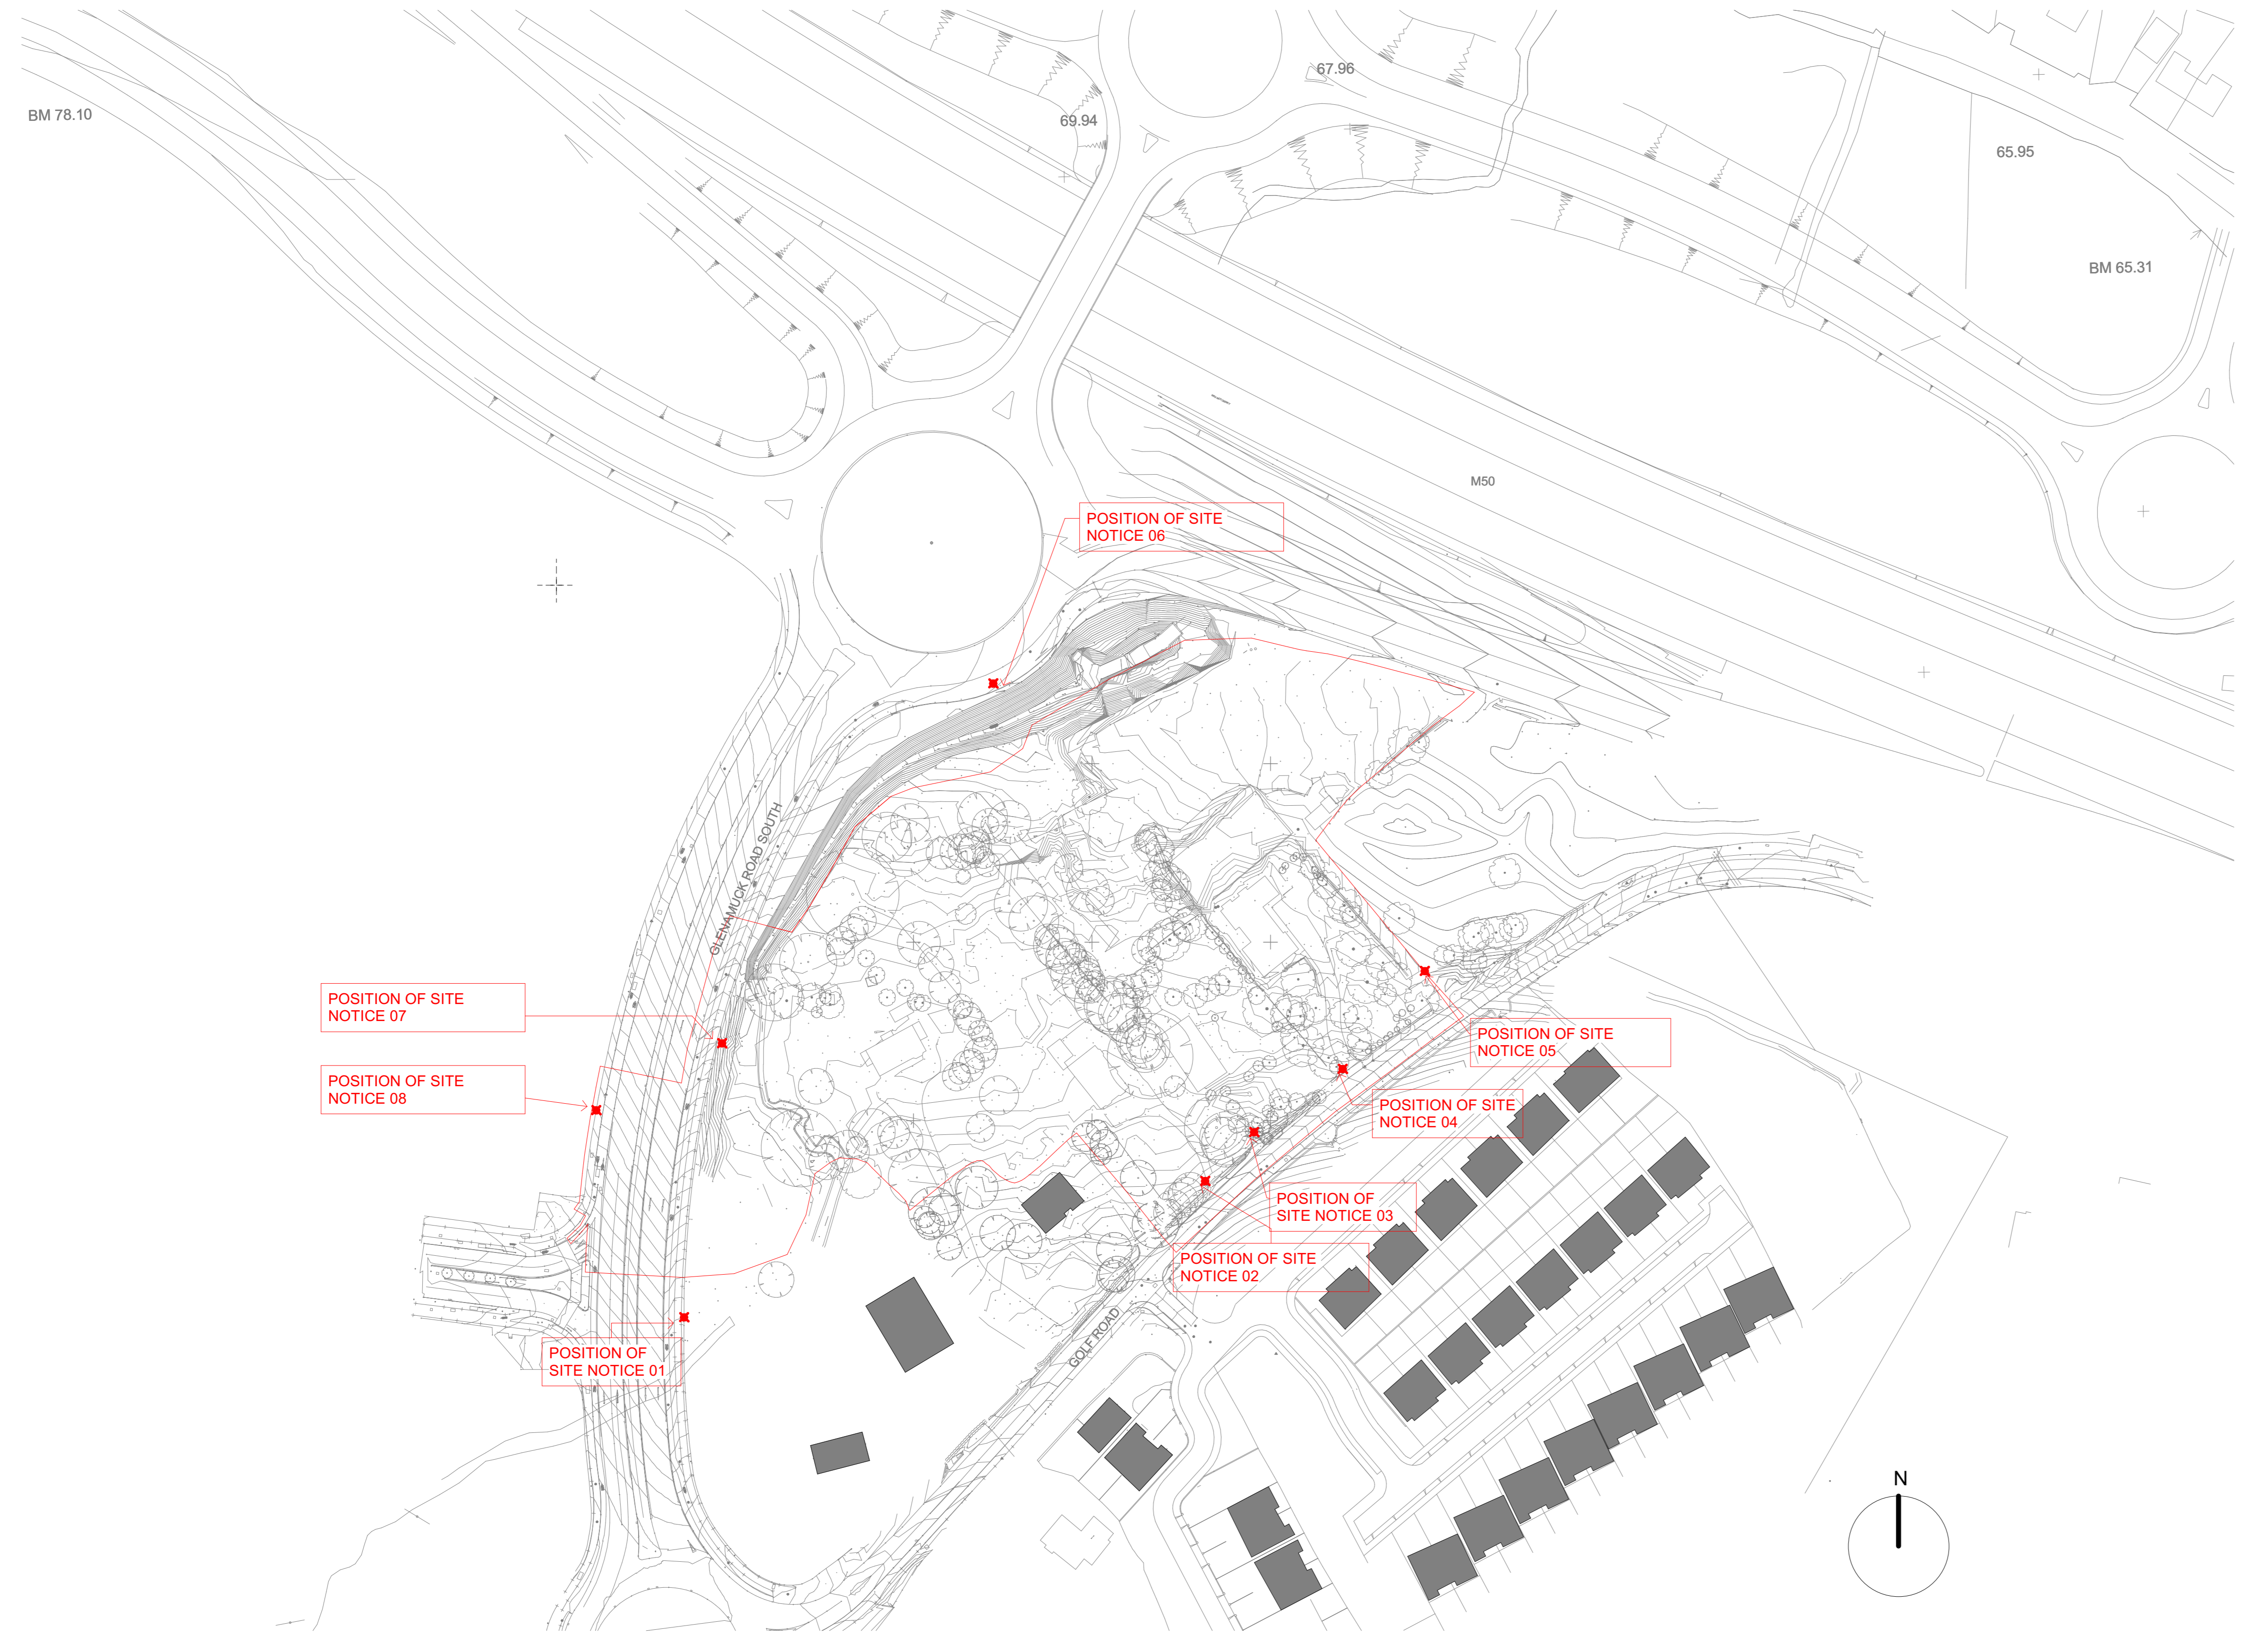 67.96
BM 78.10
69.94
65.95
BM 65.31
M50
POSITION OF SITE
NOTICE 06
GLENAMUCK ROAD SOUTH
POSITION OF SITE
NOTICE 07
POSITION OF SITE
NOTICE 05
POSITION OF SITE
NOTICE 08
POSITION OF SITE
NOTICE 04
POSITION OF
SITE NOTICE 03
POSITION OF SITE
NOTICE 02
GOLF ROAD
POSITION OF
SITE NOTICE 01
N